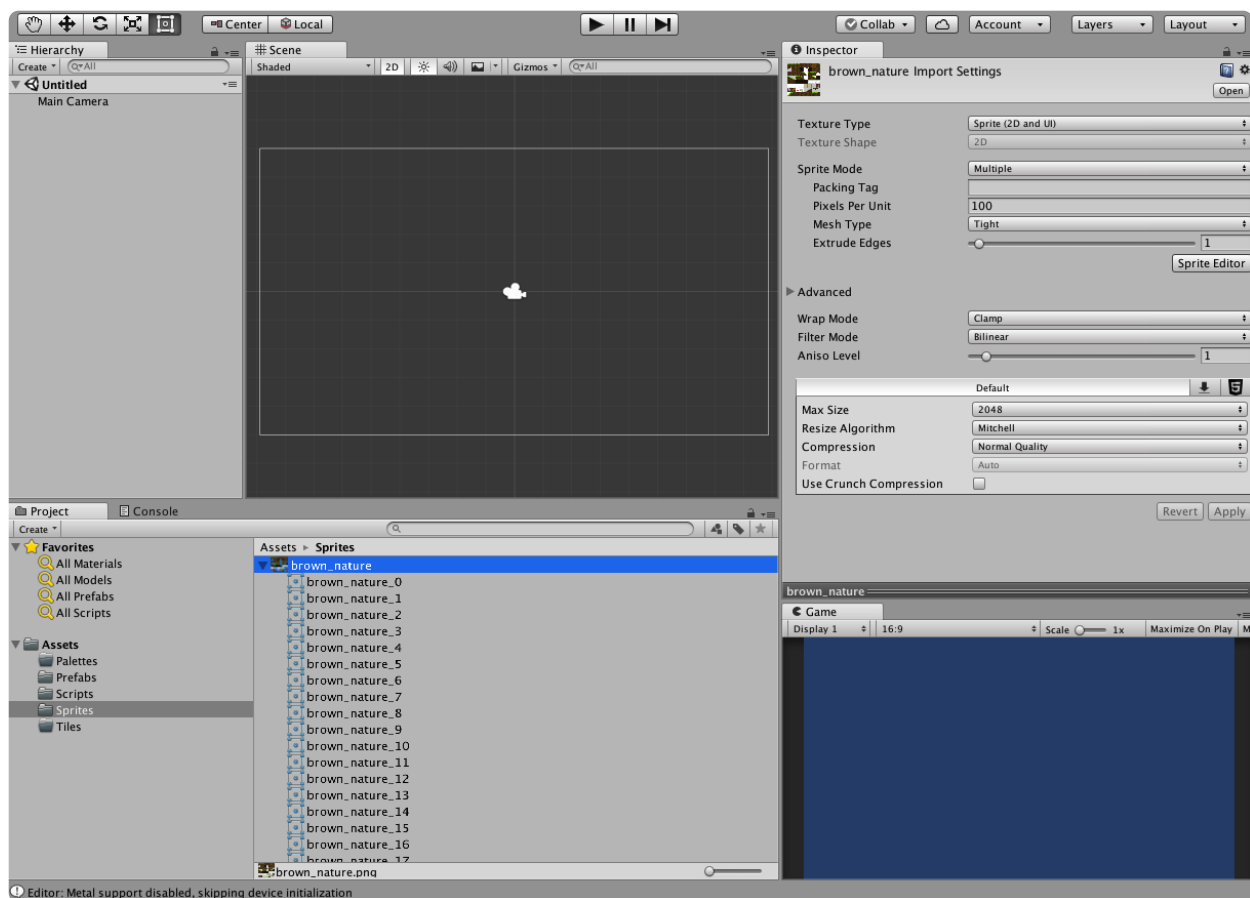 Center Local Collab Account Layers Layout
Hierarchy
Create All
Untitled
Main Camera
Scene
Shaded 2D Gizmos All
Inspector
brown_nature Import Settings
Open
Texture Type Sprite (2D and UI)
Texture Shape 2D
Sprite Mode Multiple
Packing Tag
Pixels Per Unit 100
Mesh Type Tight
Extrude Edges 1
Sprite Editor
Advanced
Wrap Mode Clamp
Filter Mode Bilinear
Aniso Level 1
Default
Max Size 2048
Resize Algorithm Mitchell
Compression Normal Quality
Format Auto
Use Crunch Compression
Revert Apply
Project Console
Create
Favorites
All Materials
All Models
All Prefabs
All Scripts
Assets
Palettes
Prefabs
Scripts
Sprites
Tiles
Assets Sprites
brown_nature
brown_nature_0
brown_nature_1
brown_nature_2
brown_nature_3
brown_nature_4
brown_nature_5
brown_nature_6
brown_nature_7
brown_nature_8
brown_nature_9
brown_nature_10
brown_nature_11
brown_nature_12
brown_nature_13
brown_nature_14
brown_nature_15
brown_nature_16
brown_nature_17
brown_nature.png
brown_nature
Game
Display 1 16:9 Scale 1x Maximize On Play M
Editor: Metal support disabled, skipping device initialization